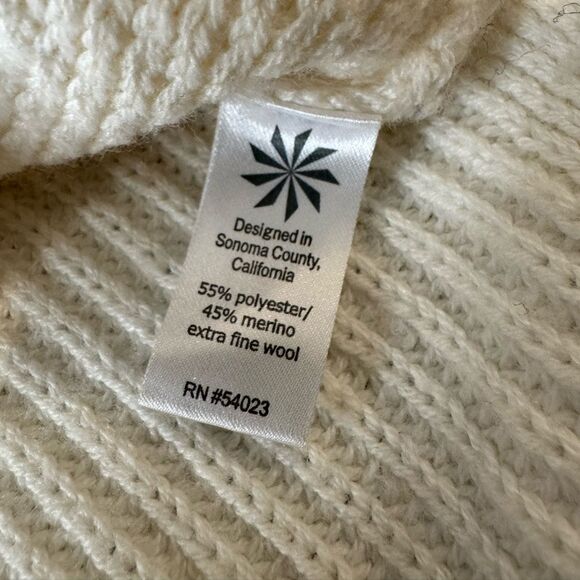 Designed in
Sonoma County,
California
55% polyester/
45% merino
extra fine wool
RN #54023